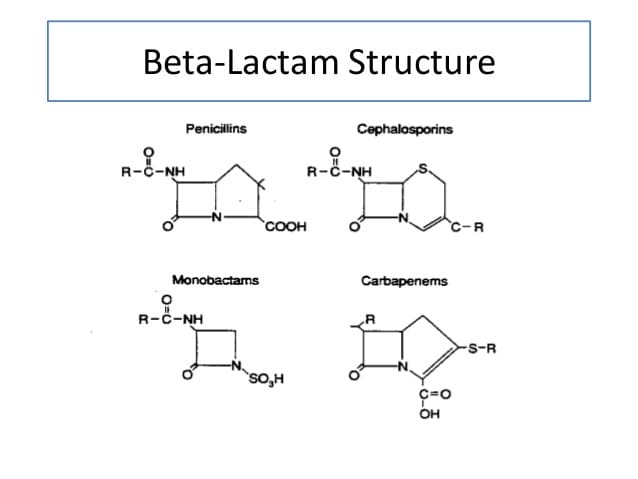 Beta-Lactam Structure
Penicillins
O
R-C-NH
O
N
COOH
Cephalosporins
O
R-C-NH
S
O
N
C-R
Monobactams
O
R-C-NH
O
N
SO₃H
Carbapenems
R
O
N
S-R
C=O
OH